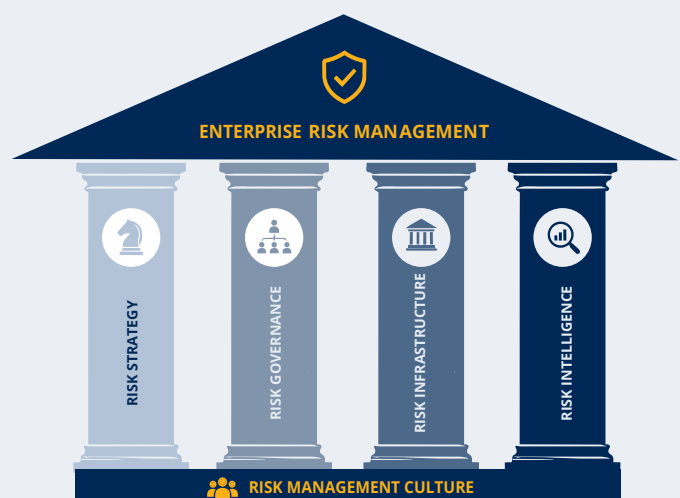 ENTERPRISE RISK MANAGEMENT
RISK STRATEGY
RISK GOVERNANCE
RISK INFRASTRUCTURE
RISK INTELLIGENCE
RISK MANAGEMENT CULTURE